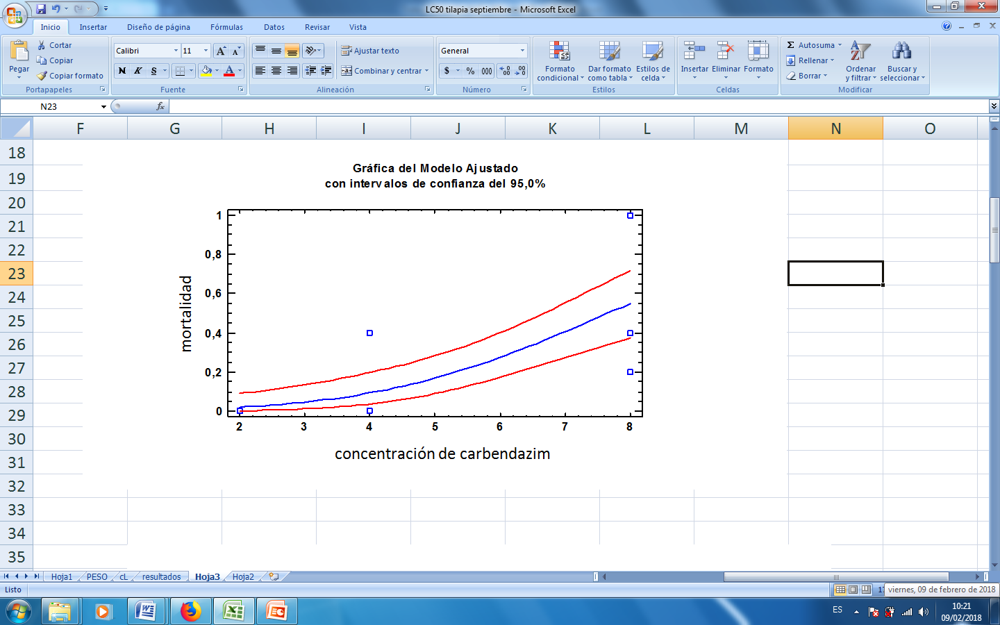 LC50 tilapia septiembre - Microsoft Excel
Inicio Insertar Diseño de página Fórmulas Datos Revisar Vista
Pegar
Cortar
Copiar
Copiar formato
Portapapeles
Calibri 11
N K S
Fuente
Ajustar texto
Combinar y centrar
Alineación
General
$ % 000
Número
Formato condicional
Dar formato como tabla
Estilos de celda
Estilos
Insertar Eliminar Formato
Celdas
Autosuma
Rellenar
Borrar
Ordenar y filtrar
Buscar y seleccionar
Modificar
N23
fx
F G H I J K L M N O
18
19
20
21
22
23
24
25
26
27
28
29
30
31
32
33
34
35
Gráfica del Modelo Ajustado
con intervalos de confianza del 95,0%
mortalidad
1
0,8
0,6
0,4
0,2
0
2 3 4 5 6 7 8
concentración de carbendazim
Hoja1 PESO cL resultados Hoja3 Hoja2
Listo
viernes, 09 de febrero de 2018
ES
10:21
09/02/2018